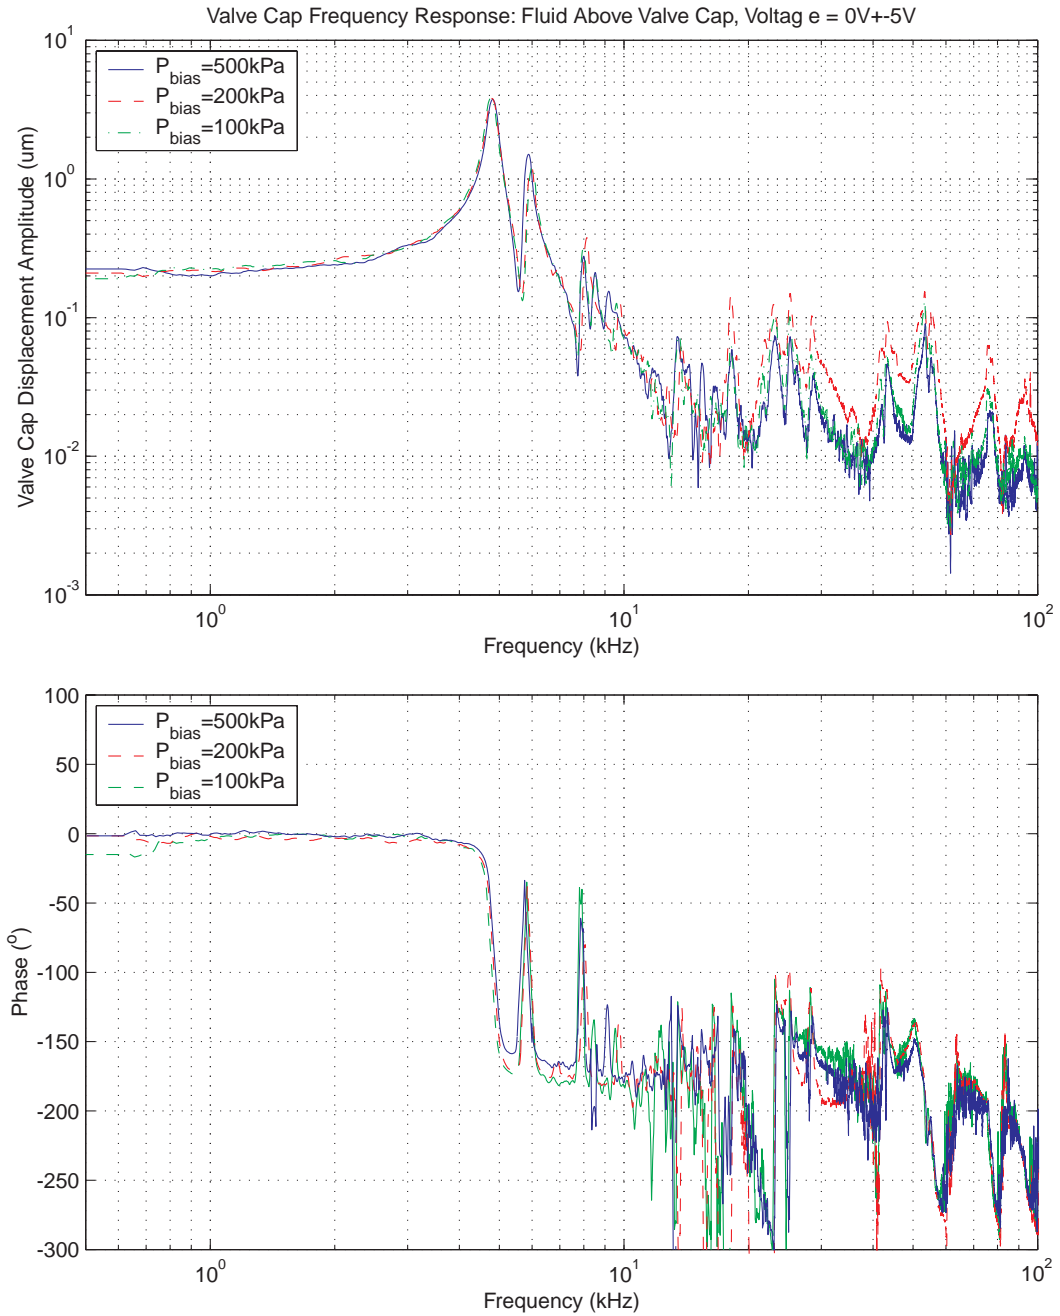 Valve Cap Frequency Response: Fluid Above Valve Cap, Voltag e = 0V+-5V
10^1
10^0
10^-1
10^-2
10^-3
Valve Cap Displacement Amplitude (um)
P_bias=500kPa
P_bias=200kPa
P_bias=100kPa
10^0 10^1 10^2
Frequency (kHz)
100
50
0
-50
-100
-150
-200
-250
-300
Phase (^o)
P_bias=500kPa
P_bias=200kPa
P_bias=100kPa
10^0 10^1 10^2
Frequency (kHz)